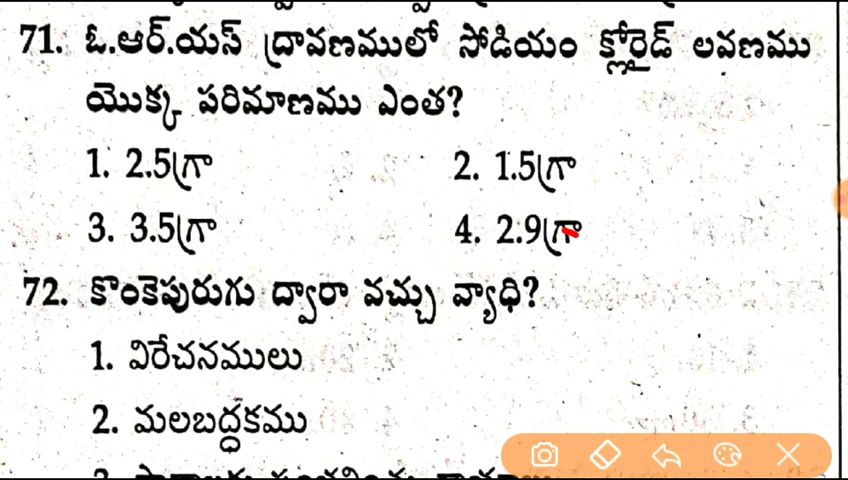 71. ఓ.ఆర్.యస్ ద్రావణములో సోడియం క్లోరైడ్ లవణము
యొక్క పరిమాణము ఎంత?
1. 2.5గ్రా 2. 1.5గ్రా
3. 3.5గ్రా 4. 2.9గ్రా
72. కొంకెపురుగు ద్వారా వచ్చు వ్యాధి?
1. విరేచనములు
2. మలబద్ధకము